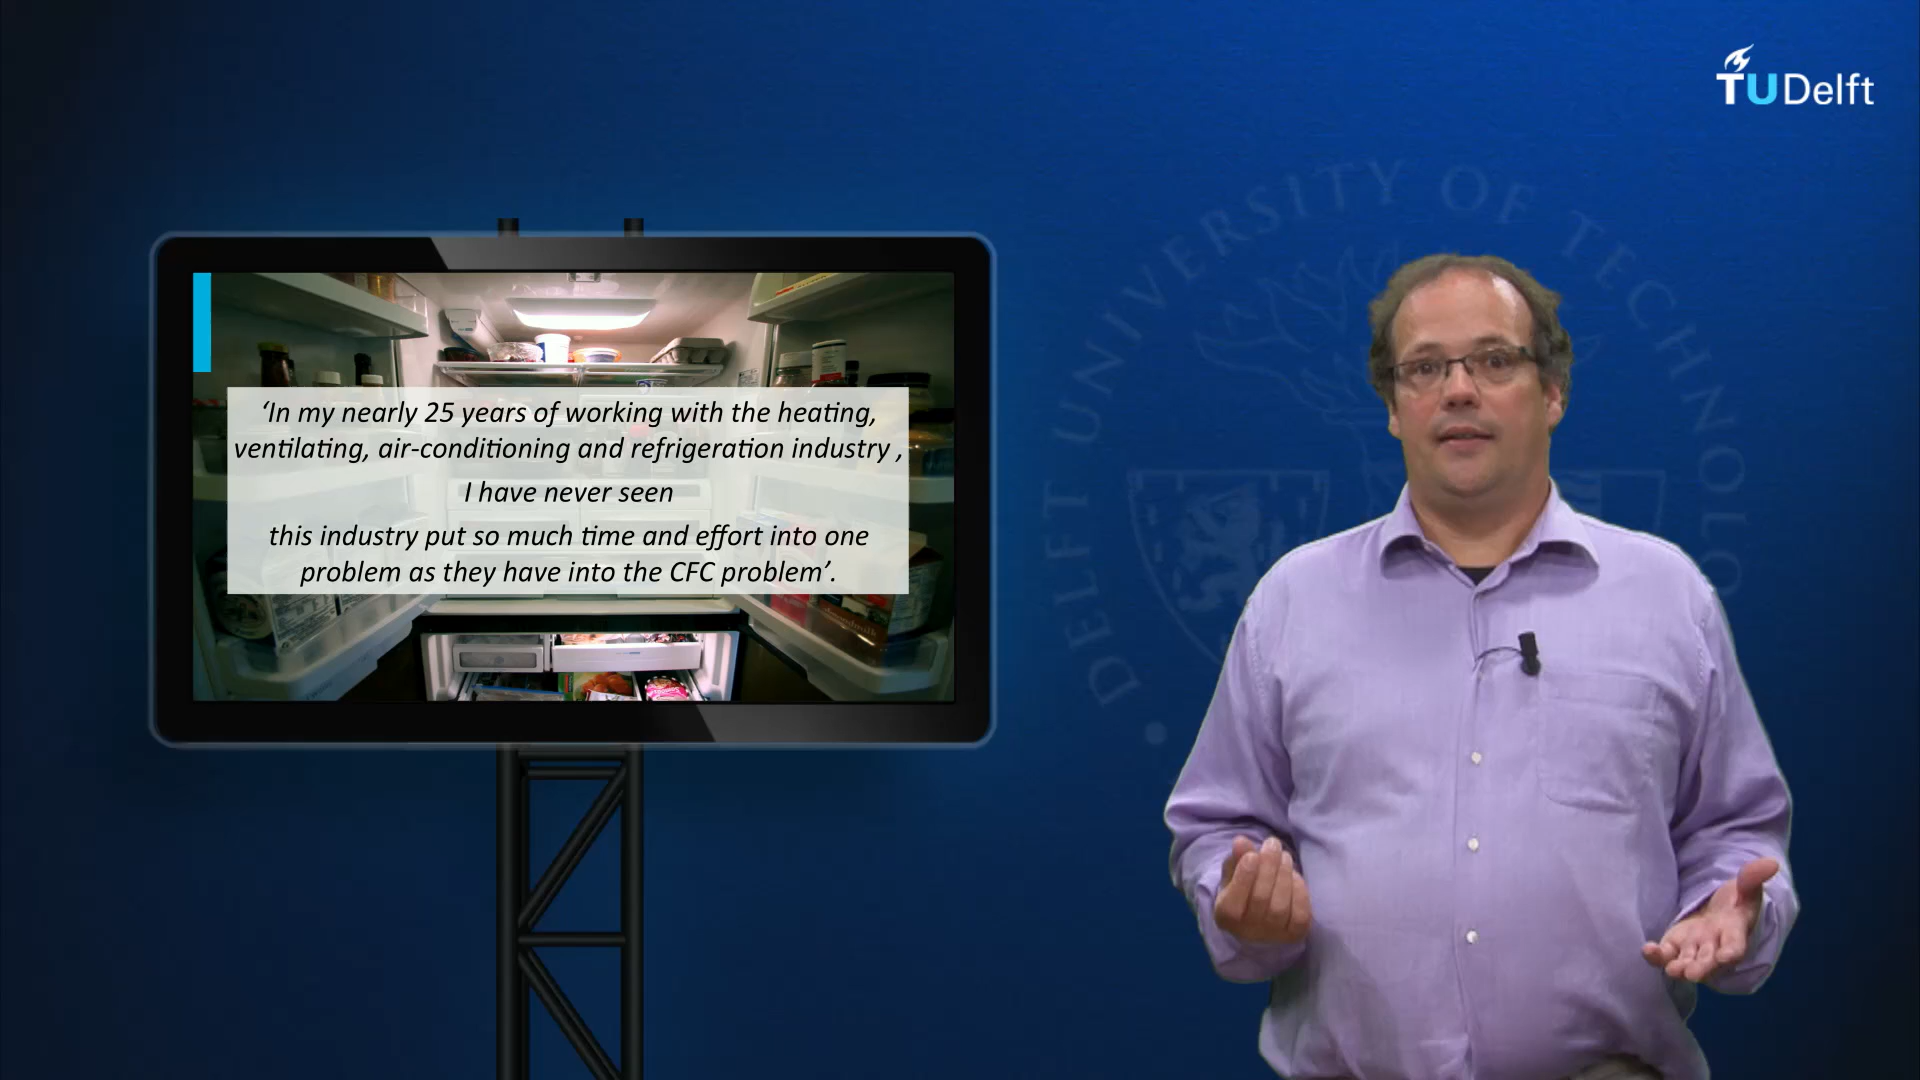 TU Delft
DELFT UNIVERSITY OF TECHNOLO
‘In my nearly 25 years of working with the heating,
ventilating, air-conditioning and refrigeration industry ,
I have never seen
this industry put so much time and effort into one
problem as they have into the CFC problem’.